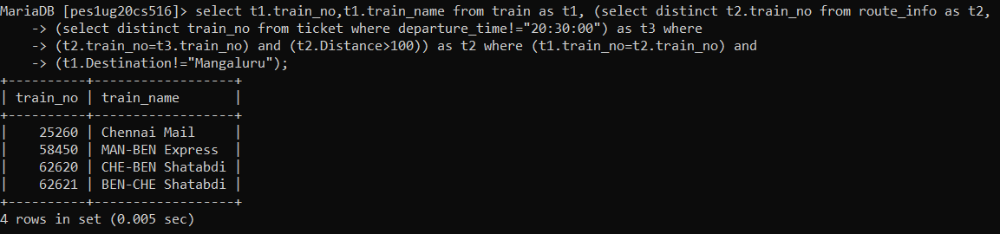 MariaDB [pes1ug20cs516]> select t1.train_no,t1.train_name from train as t1, (select distinct t2.train_no from route_info as t2,
    -> (select distinct train_no from ticket where departure_time!="20:30:00") as t3 where
    -> (t2.train_no=t3.train_no) and (t2.Distance>100)) as t2 where (t1.train_no=t2.train_no) and
    -> (t1.Destination!="Mangaluru");
+----------+------------------+
| train_no | train_name       |
+----------+------------------+
|    25260 | Chennai Mail     |
|    58450 | MAN-BEN Express  |
|    62620 | CHE-BEN Shatabdi |
|    62621 | BEN-CHE Shatabdi |
+----------+------------------+
4 rows in set (0.005 sec)